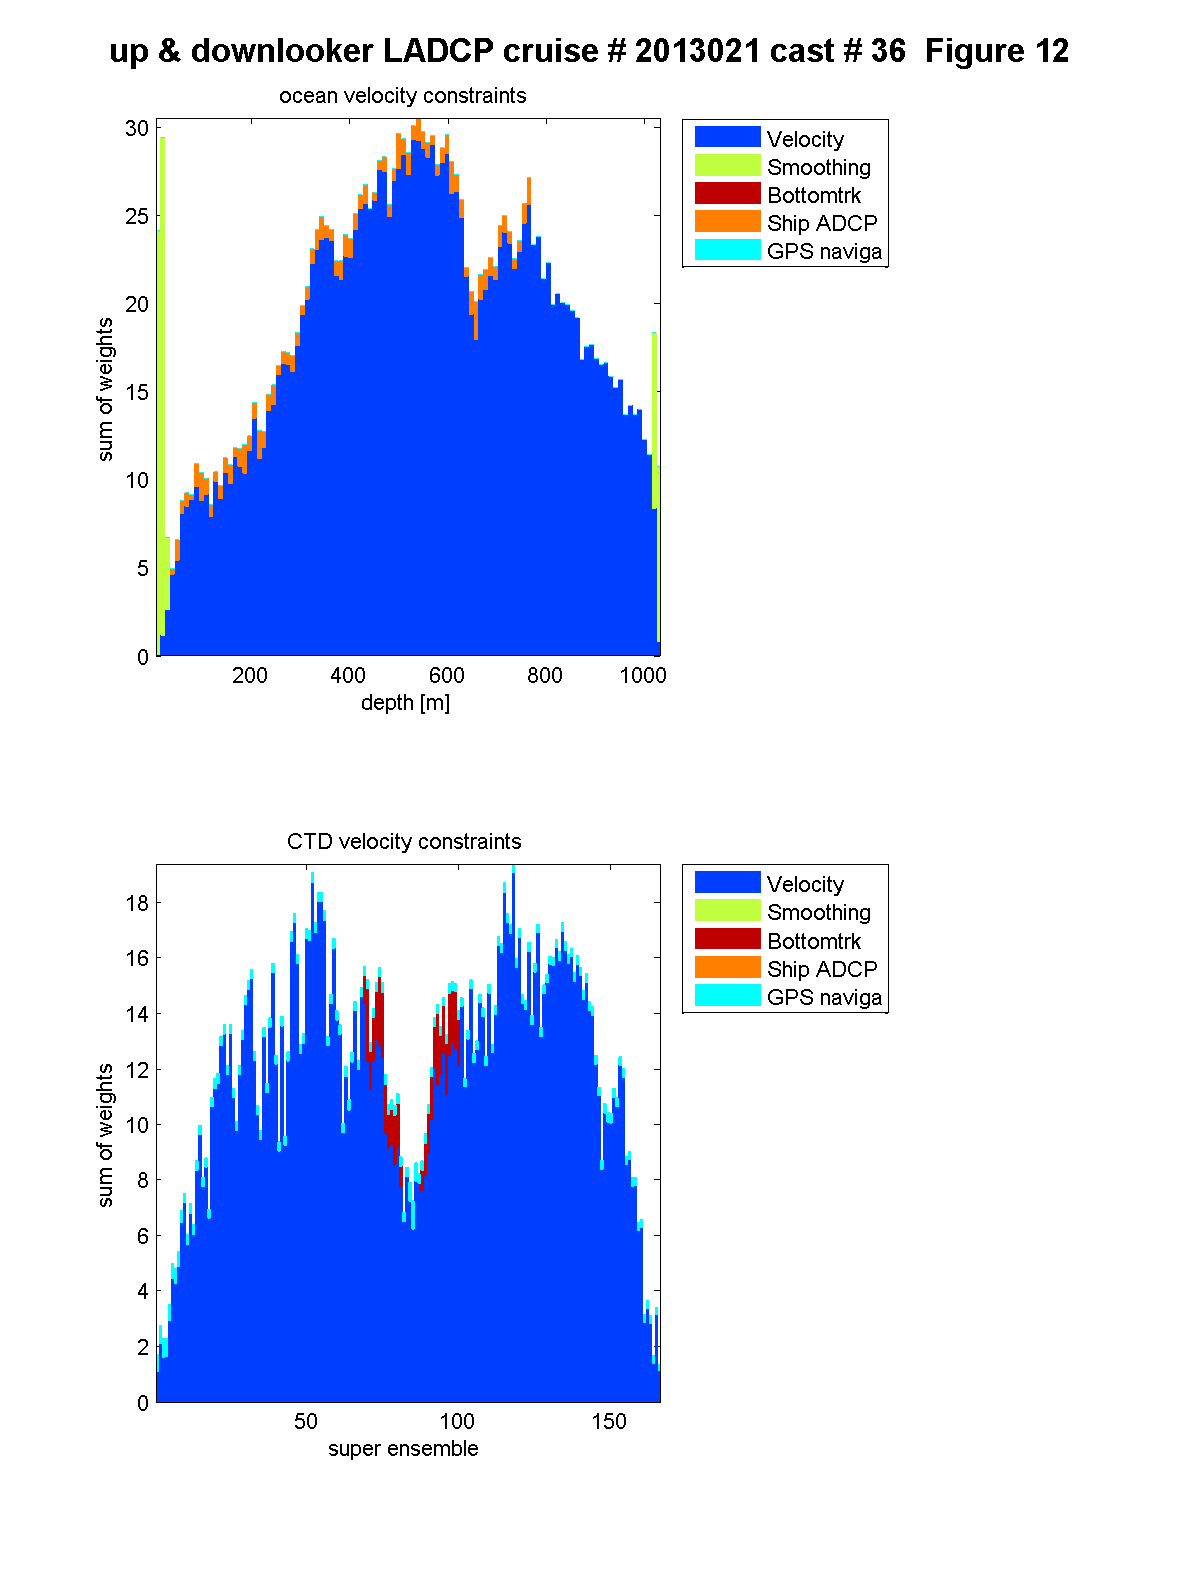 up & downlooker LADCP cruise # 2013021 cast # 36  Figure 12
ocean velocity constraints
30
25
20
15
10
5
0
sum of weights
200 400 600 800 1000
depth [m]
Velocity
Smoothing
Bottomtrk
Ship ADCP
GPS naviga
CTD velocity constraints
18
16
14
12
10
8
6
4
2
0
sum of weights
50 100 150
super ensemble
Velocity
Smoothing
Bottomtrk
Ship ADCP
GPS naviga